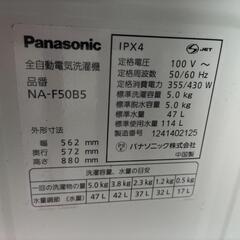 Panasonic
全自動電気洗濯機
品番
NA-F50B5
外形寸法
幅 562 mm
奥行 572 mm
高さ 880 mm
IPX4
JET
定格電圧 100 V～
定格周波数 50/60 Hz
定格消費電力 355/430 W
標準洗濯容量 5.0 kg
標準脱水容量 5.0 kg
標準水量 47 L
標準使用水量 114 L
製造番号 1241402125
パナソニック株式会社
中国製
洗濯容量、水量の目安
一回の洗濯物の量 5.0 kg 3.8 kg 2.3 kg 1.2 kg 0.5 kg
水量調節（水量） 47 L 42 L 37 L 32 L 17 L